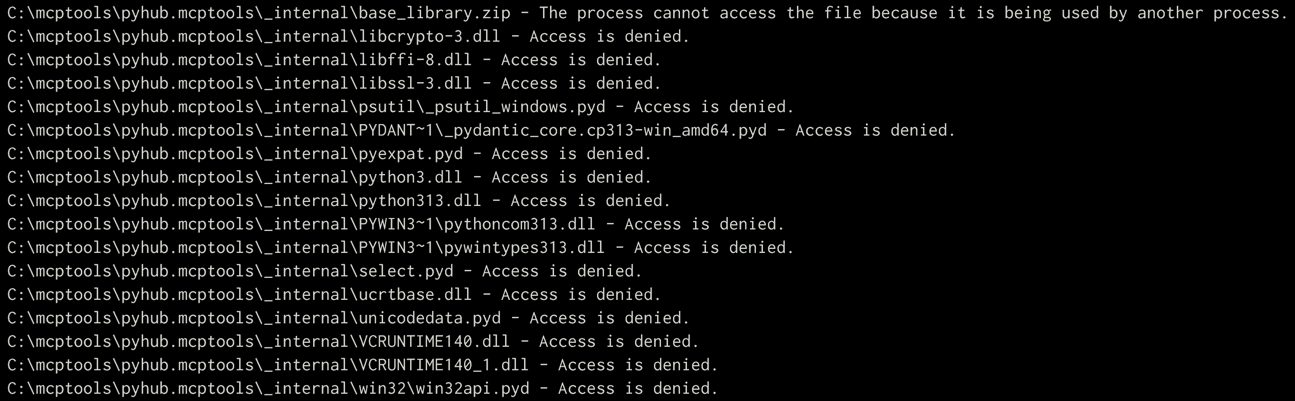 C:\mcptools\pyhub.mcptools\_internal\base_library.zip - The process cannot access the file because it is being used by another process.
C:\mcptools\pyhub.mcptools\_internal\libcrypto-3.dll - Access is denied.
C:\mcptools\pyhub.mcptools\_internal\libffi-8.dll - Access is denied.
C:\mcptools\pyhub.mcptools\_internal\libssl-3.dll - Access is denied.
C:\mcptools\pyhub.mcptools\_internal\psutil\_psutil_windows.pyd - Access is denied.
C:\mcptools\pyhub.mcptools\_internal\PYDANT~1\_pydantic_core.cp313-win_amd64.pyd - Access is denied.
C:\mcptools\pyhub.mcptools\_internal\pyexpat.pyd - Access is denied.
C:\mcptools\pyhub.mcptools\_internal\python3.dll - Access is denied.
C:\mcptools\pyhub.mcptools\_internal\python313.dll - Access is denied.
C:\mcptools\pyhub.mcptools\_internal\PYWIN3~1\pythoncom313.dll - Access is denied.
C:\mcptools\pyhub.mcptools\_internal\PYWIN3~1\pywintypes313.dll - Access is denied.
C:\mcptools\pyhub.mcptools\_internal\select.pyd - Access is denied.
C:\mcptools\pyhub.mcptools\_internal\ucrtbase.dll - Access is denied.
C:\mcptools\pyhub.mcptools\_internal\unicodedata.pyd - Access is denied.
C:\mcptools\pyhub.mcptools\_internal\VCRUNTIME140.dll - Access is denied.
C:\mcptools\pyhub.mcptools\_internal\VCRUNTIME140_1.dll - Access is denied.
C:\mcptools\pyhub.mcptools\_internal\win32\win32api.pyd - Access is denied.